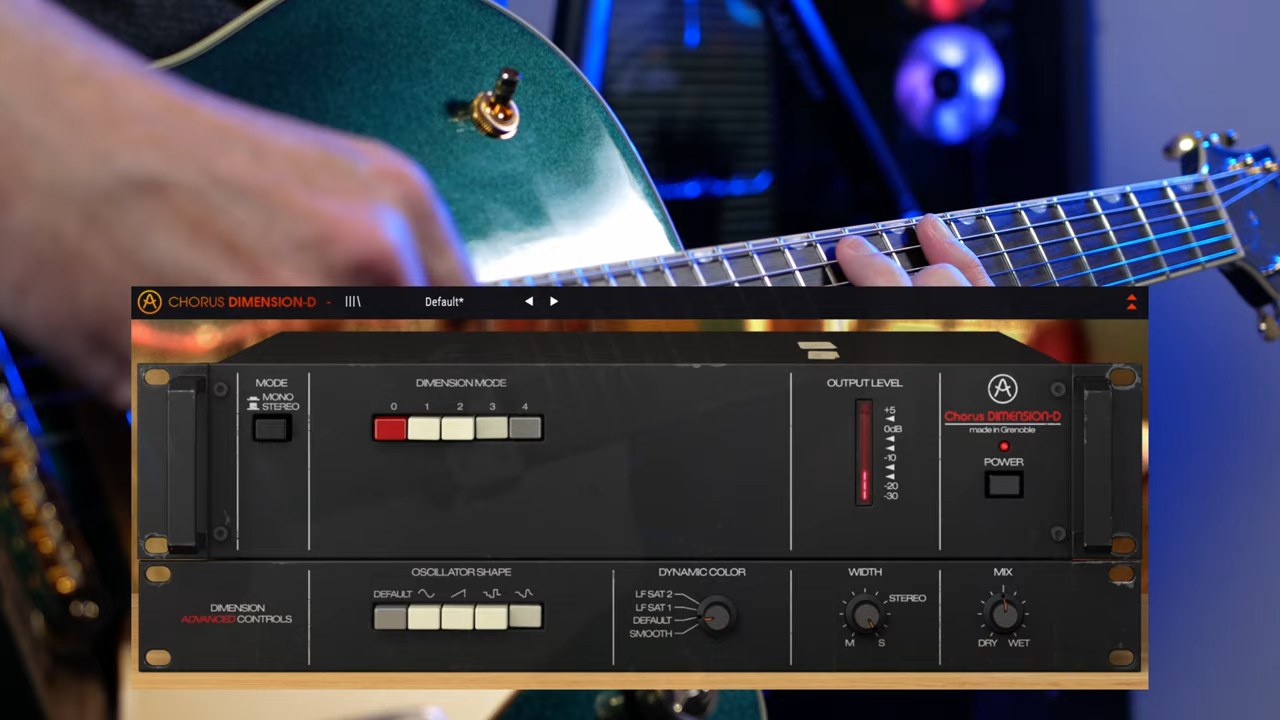 CHORUS DIMENSION-D
Default*
MODE
MONO
STEREO
DIMENSION MODE
0 1 2 3 4
OUTPUT LEVEL
+5
0dB
-10
-20
-30
Chorus DIMENSION-D
made in Grenoble
POWER
DIMENSION
ADVANCED CONTROLS
OSCILLATOR SHAPE
DEFAULT
DYNAMIC COLOR
LF SAT 2
LF SAT 1
DEFAULT
SMOOTH
WIDTH
STEREO
M S
MIX
DRY WET